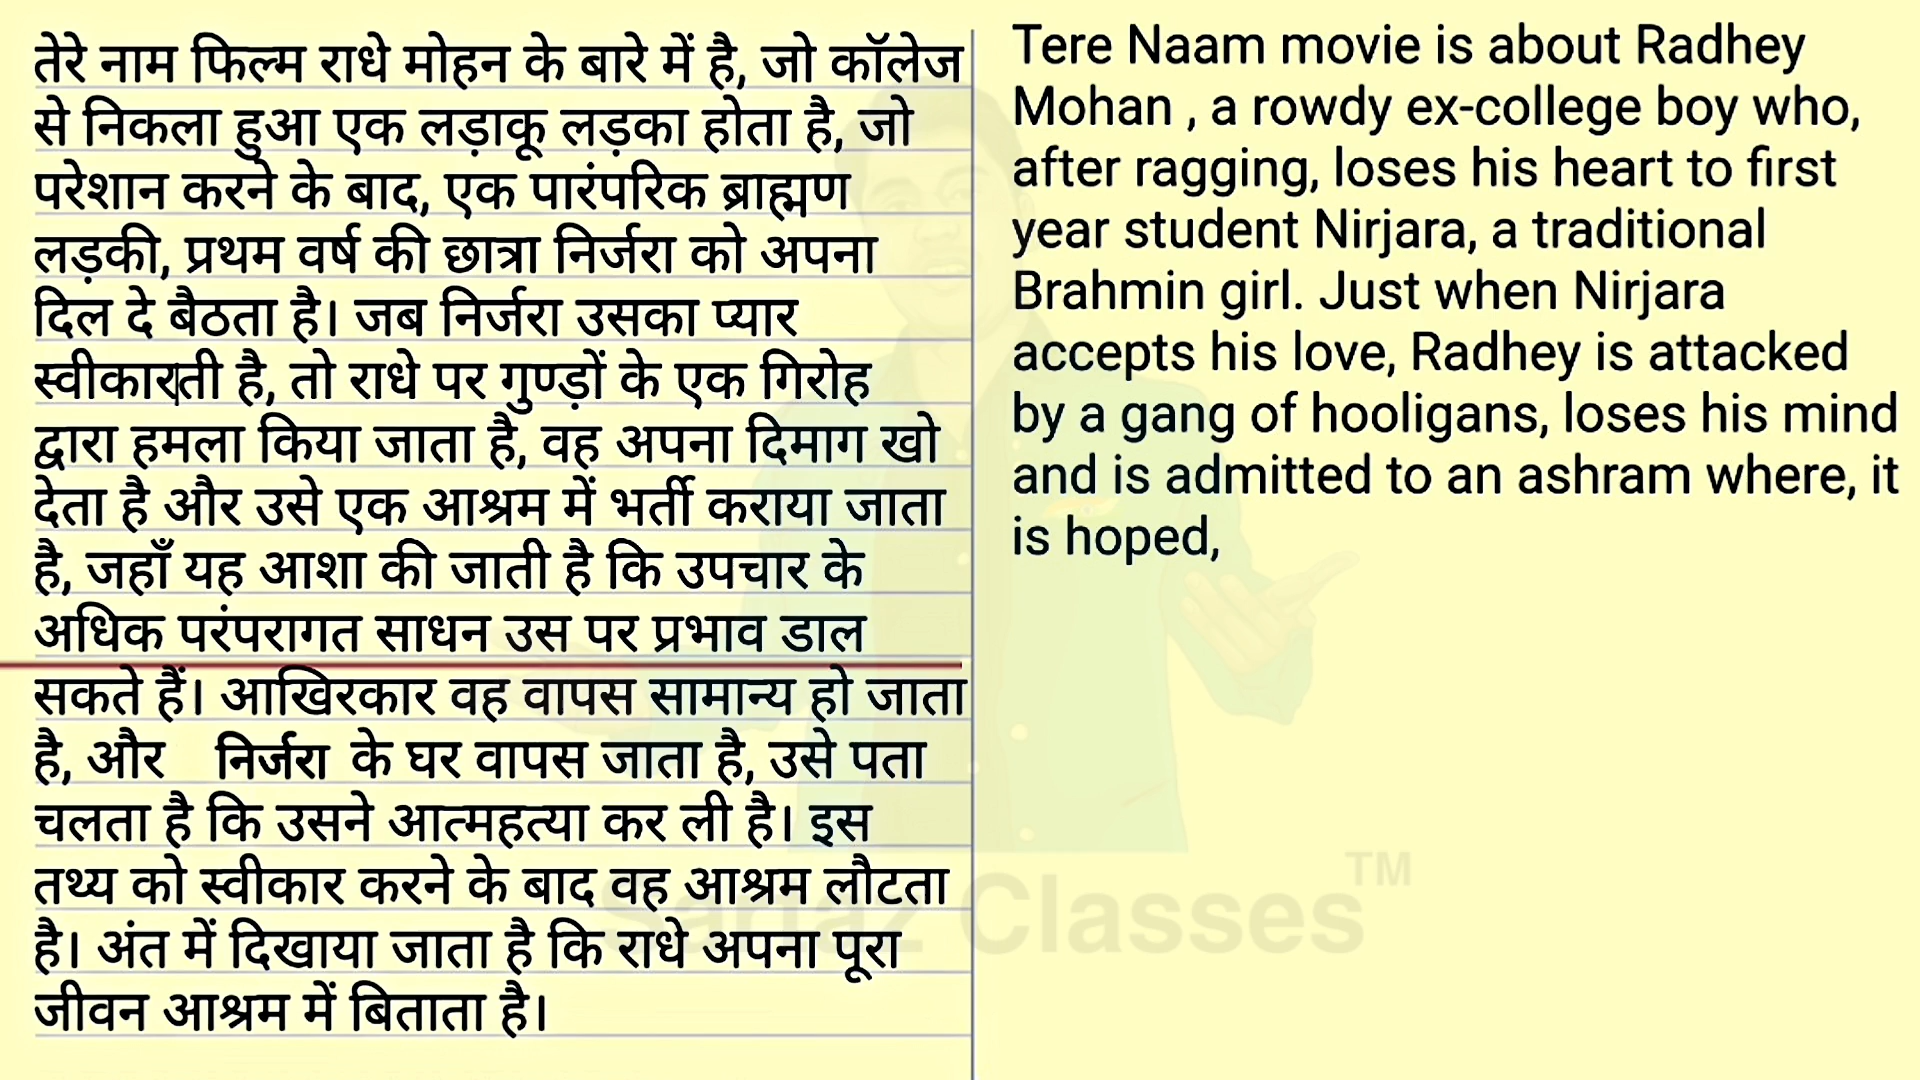 तेरे नाम फिल्म राधे मोहन के बारे में है, जो कॉलेज
से निकला हुआ एक लड़ाकू लड़का होता है, जो
परेशान करने के बाद, एक पारंपरिक ब्राह्मण
लड़की, प्रथम वर्ष की छात्रा निर्जरा को अपना
दिल दे बैठता है। जब निर्जरा उसका प्यार
स्वीकारती है, तो राधे पर गुण्ड़ों के एक गिरोह
द्वारा हमला किया जाता है, वह अपना दिमाग खो
देता है और उसे एक आश्रम में भर्ती कराया जाता
है, जहाँ यह आशा की जाती है कि उपचार के
अधिक परंपरागत साधन उस पर प्रभाव डाल
सकते हैं। आखिरकार वह वापस सामान्य हो जाता
है, और निर्जरा के घर वापस जाता है, उसे पता
चलता है कि उसने आत्महत्या कर ली है। इस
तथ्य को स्वीकार करने के बाद वह आश्रम लौटता
है। अंत में दिखाया जाता है कि राधे अपना पूरा
जीवन आश्रम में बिताता है।
Tere Naam movie is about Radhey
Mohan , a rowdy ex-college boy who,
after ragging, loses his heart to first
year student Nirjara, a traditional
Brahmin girl. Just when Nirjara
accepts his love, Radhey is attacked
by a gang of hooligans, loses his mind
and is admitted to an ashram where, it
is hoped,
Classes TM